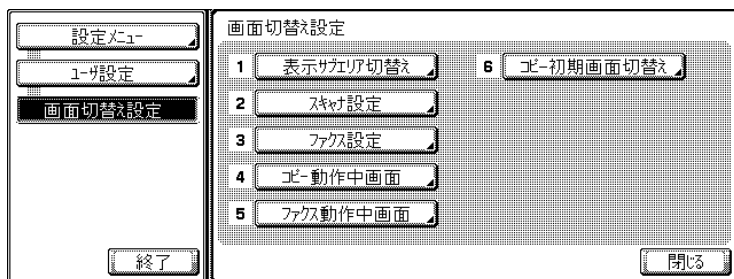 設定ﾒﾆｭｰ
ﾕｰｻﾞ設定
画面切替え設定
終了
画面切替え設定
1 表示ｻﾌﾞｴﾘｱ切替え
2 ｽｷｬﾅ設定
3 ﾌｧｸｽ設定
4 ｺﾋﾟｰ動作中画面
5 ﾌｧｸｽ動作中画面
6 ｺﾋﾟｰ初期画面切替え
閉じる